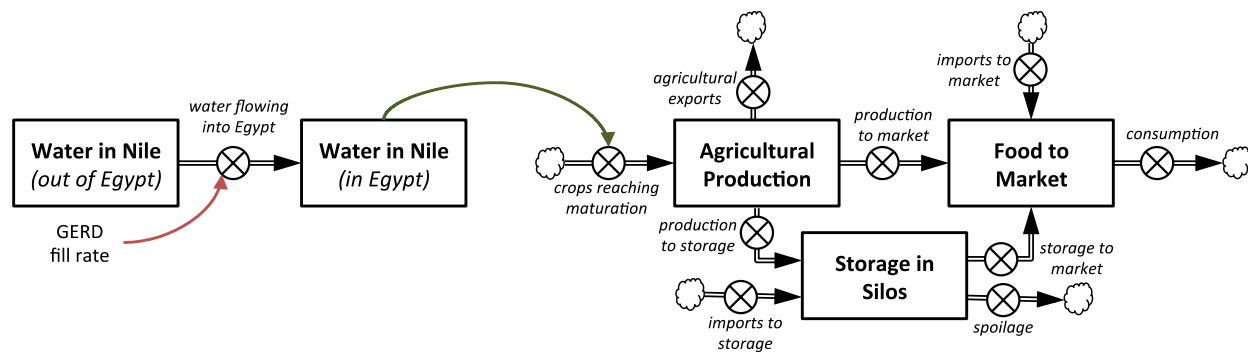 water flowing
into Egypt
Water in Nile
(out of Egypt)
Water in Nile
(in Egypt)
GERD
fill rate
crops reaching
maturation
agricultural
exports
Agricultural
Production
production
to market
imports to
market
Food to
Market
consumption
production
to storage
Storage in
Silos
storage to
market
imports to
storage
spoilage